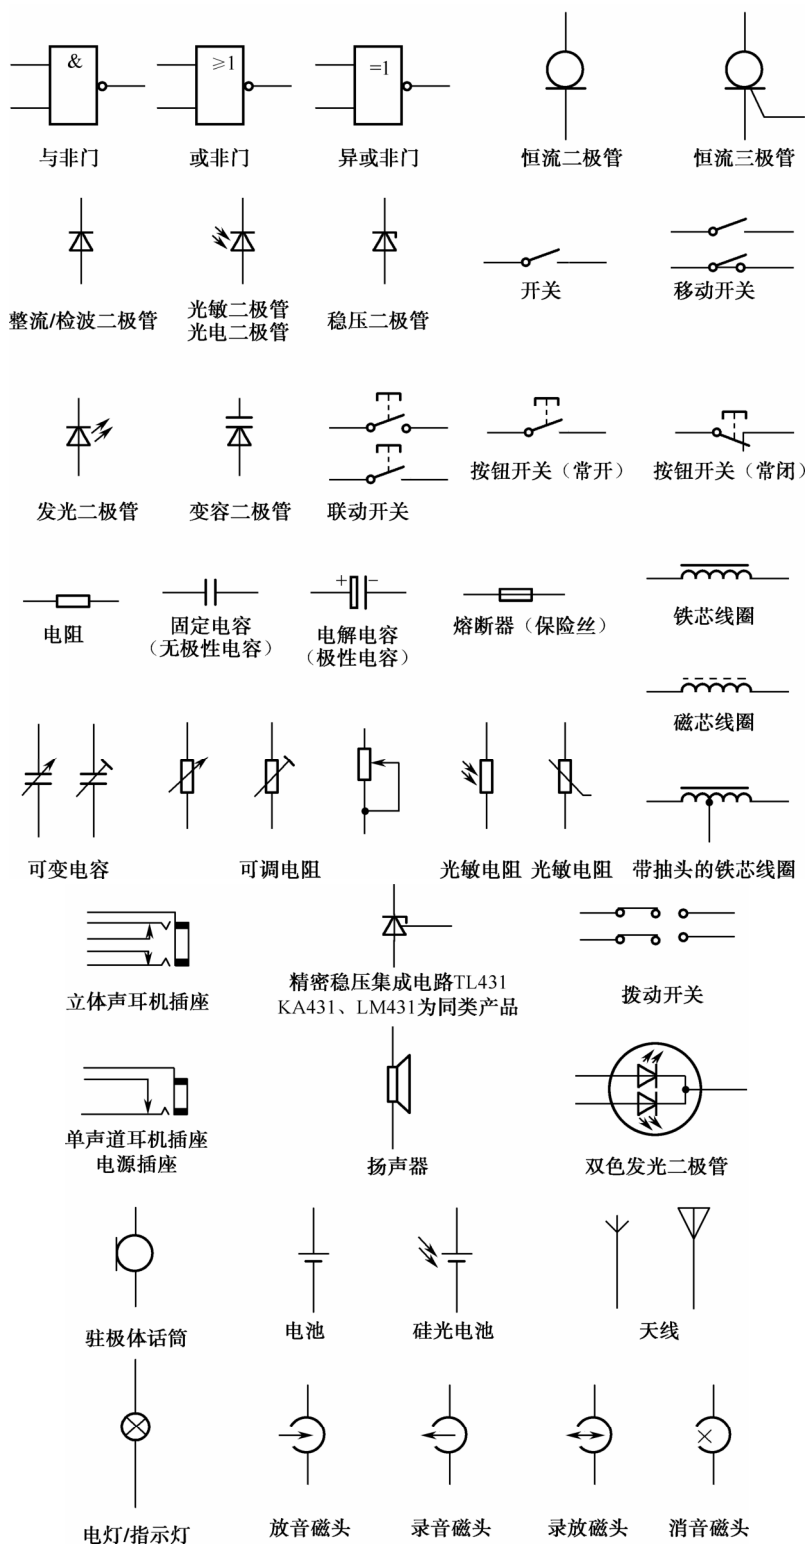 & ≥1 =1
与非门 或非门 异或非门 恒流二极管 恒流三极管
整流/检波二极管 光敏二极管 稳压二极管 开关 移动开关
光电二极管
发光二极管 变容二极管 联动开关 按钮开关（常开） 按钮开关（常闭）
+ −
电阻 固定电容 电解电容 熔断器（保险丝） 铁芯线圈
（无极性电容） （极性电容）
磁芯线圈
可变电容 可调电阻 光敏电阻 光敏电阻 带抽头的铁芯线圈
立体声耳机插座 精密稳压集成电路TL431 拨动开关
KA431、LM431为同类产品
单声道耳机插座 扬声器 双色发光二极管
电源插座
驻极体话筒 电池 硅光电池 天线
电灯/指示灯 放音磁头 录音磁头 录放磁头 消音磁头